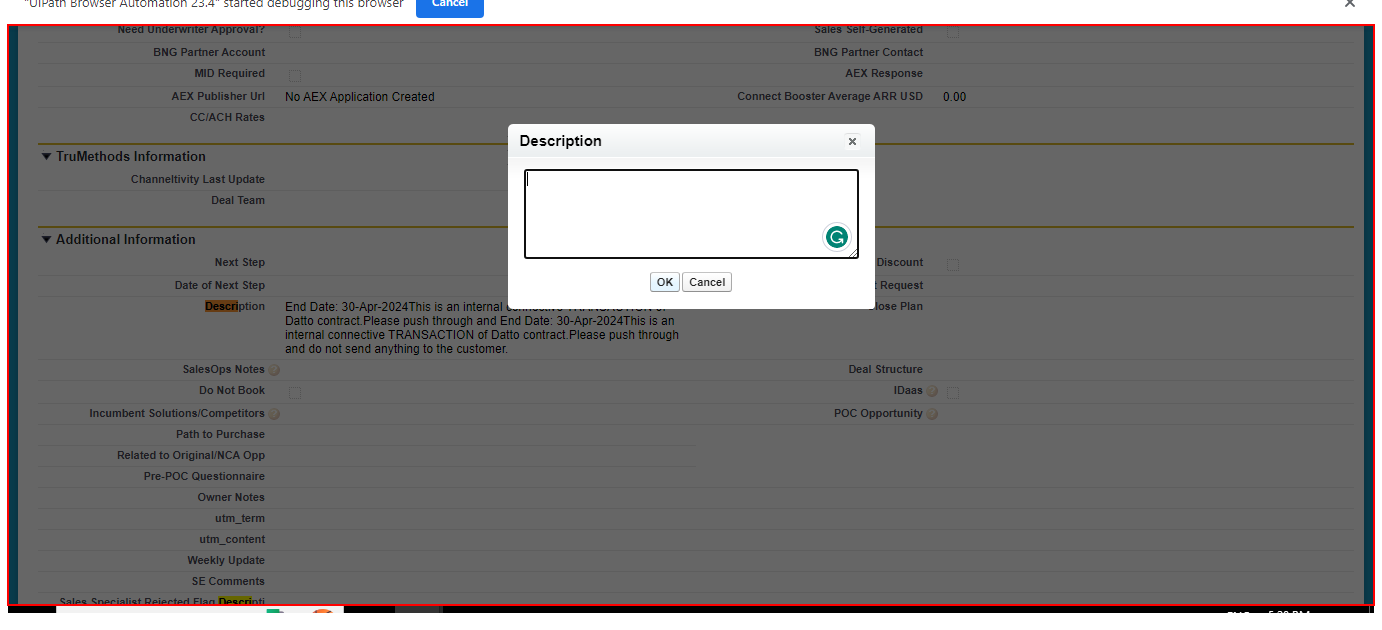 "UiPath Browser Automation 23.4" started debugging this browser Cancel
Need Underwriter Approval? Sales Self-Generated
BNG Partner Account BNG Partner Contact
MID Required AEX Response
AEX Publisher Url No AEX Application Created Connect Booster Average ARR USD 0.00
CC/ACH Rates
Description
TruMethods Information
Channeltivity Last Update
Deal Team
Additional Information
Next Step Discount
OK Cancel
Date of Next Step Request
Description End Date: 30-Apr-2024This is an internal connective TRANSACTION of Close Plan
Datto contract.Please push through and End Date: 30-Apr-2024This is an
internal connective TRANSACTION of Datto contract.Please push through
and do not send anything to the customer.
SalesOps Notes Deal Structure
Do Not Book IDaas
Incumbent Solutions/Competitors POC Opportunity
Path to Purchase
Related to Original/NCA Opp
Pre-POC Questionnaire
Owner Notes
utm_term
utm_content
Weekly Update
SE Comments
Sales Specialist Rejected Flag Descripti